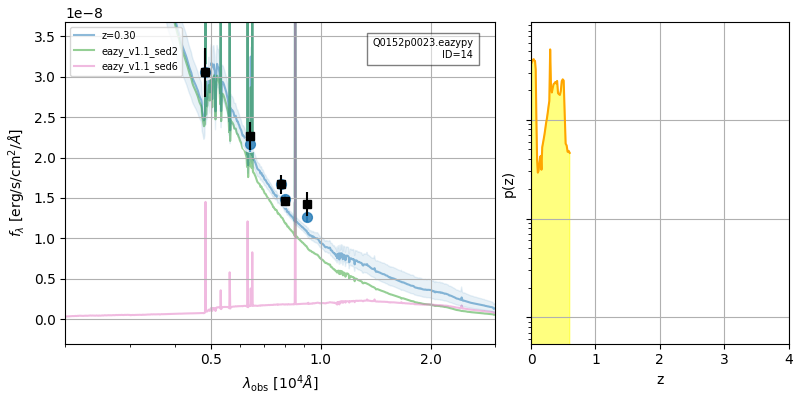 1e−8
z=0.30
eazy_v1.1_sed2
eazy_v1.1_sed6
Q0152p0023.eazypy
ID=14
3.5
3.0
2.5
2.0
1.5
1.0
0.5
0.0
f_λ [erg/s/cm²/Å]
0.5
1.0
2.0
λ_obs [10⁴Å]
p(z)
0
1
2
3
4
z